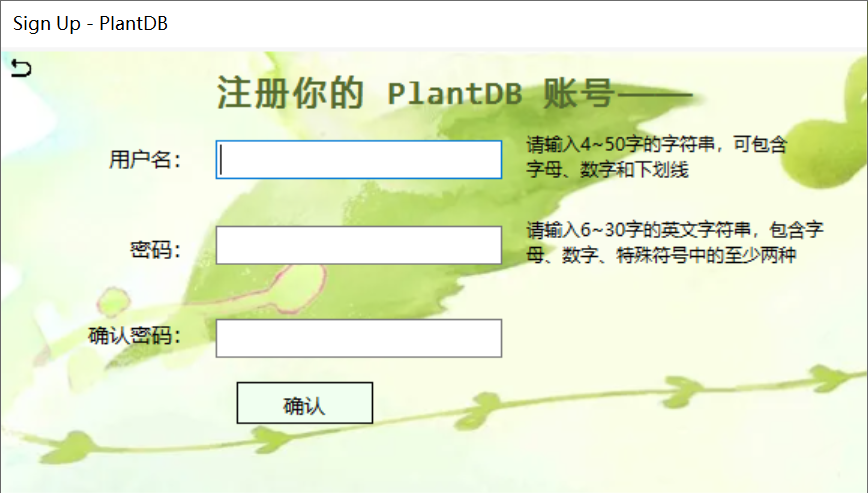 Sign Up - PlantDB
注册你的 PlantDB 账号——
用户名：
请输入4~50字的字符串，可包含
字母、数字和下划线
密码：
请输入6~30字的英文字符串，包含字
母、数字、特殊符号中的至少两种
确认密码：
确认